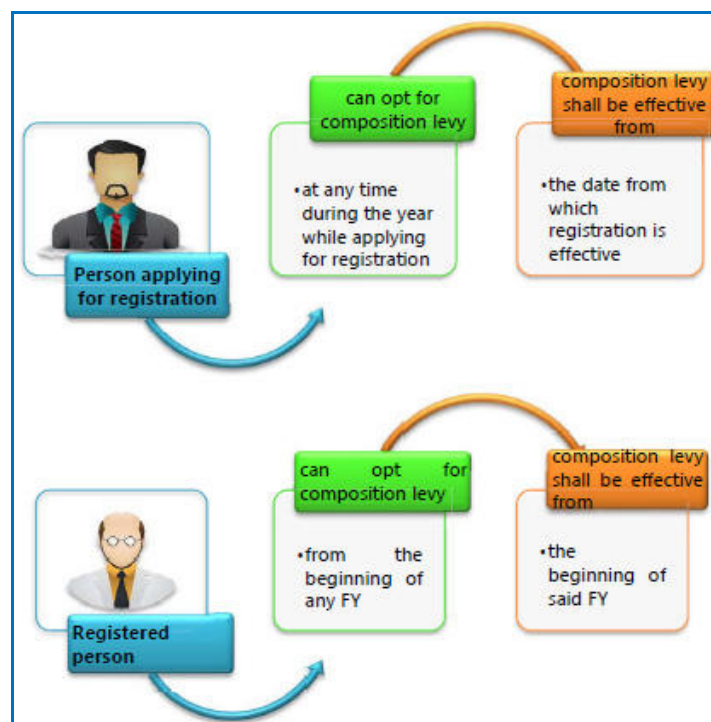 Person applying
for registration
can opt for
composition levy
•at any time
during the year
while applying
for registration
composition levy
shall be effective
from
•the date from
which
registration is
effective
Registered
person
can opt for
composition levy
•from the
beginning of
any FY
composition levy
shall be effective
from
•the
beginning of
said FY